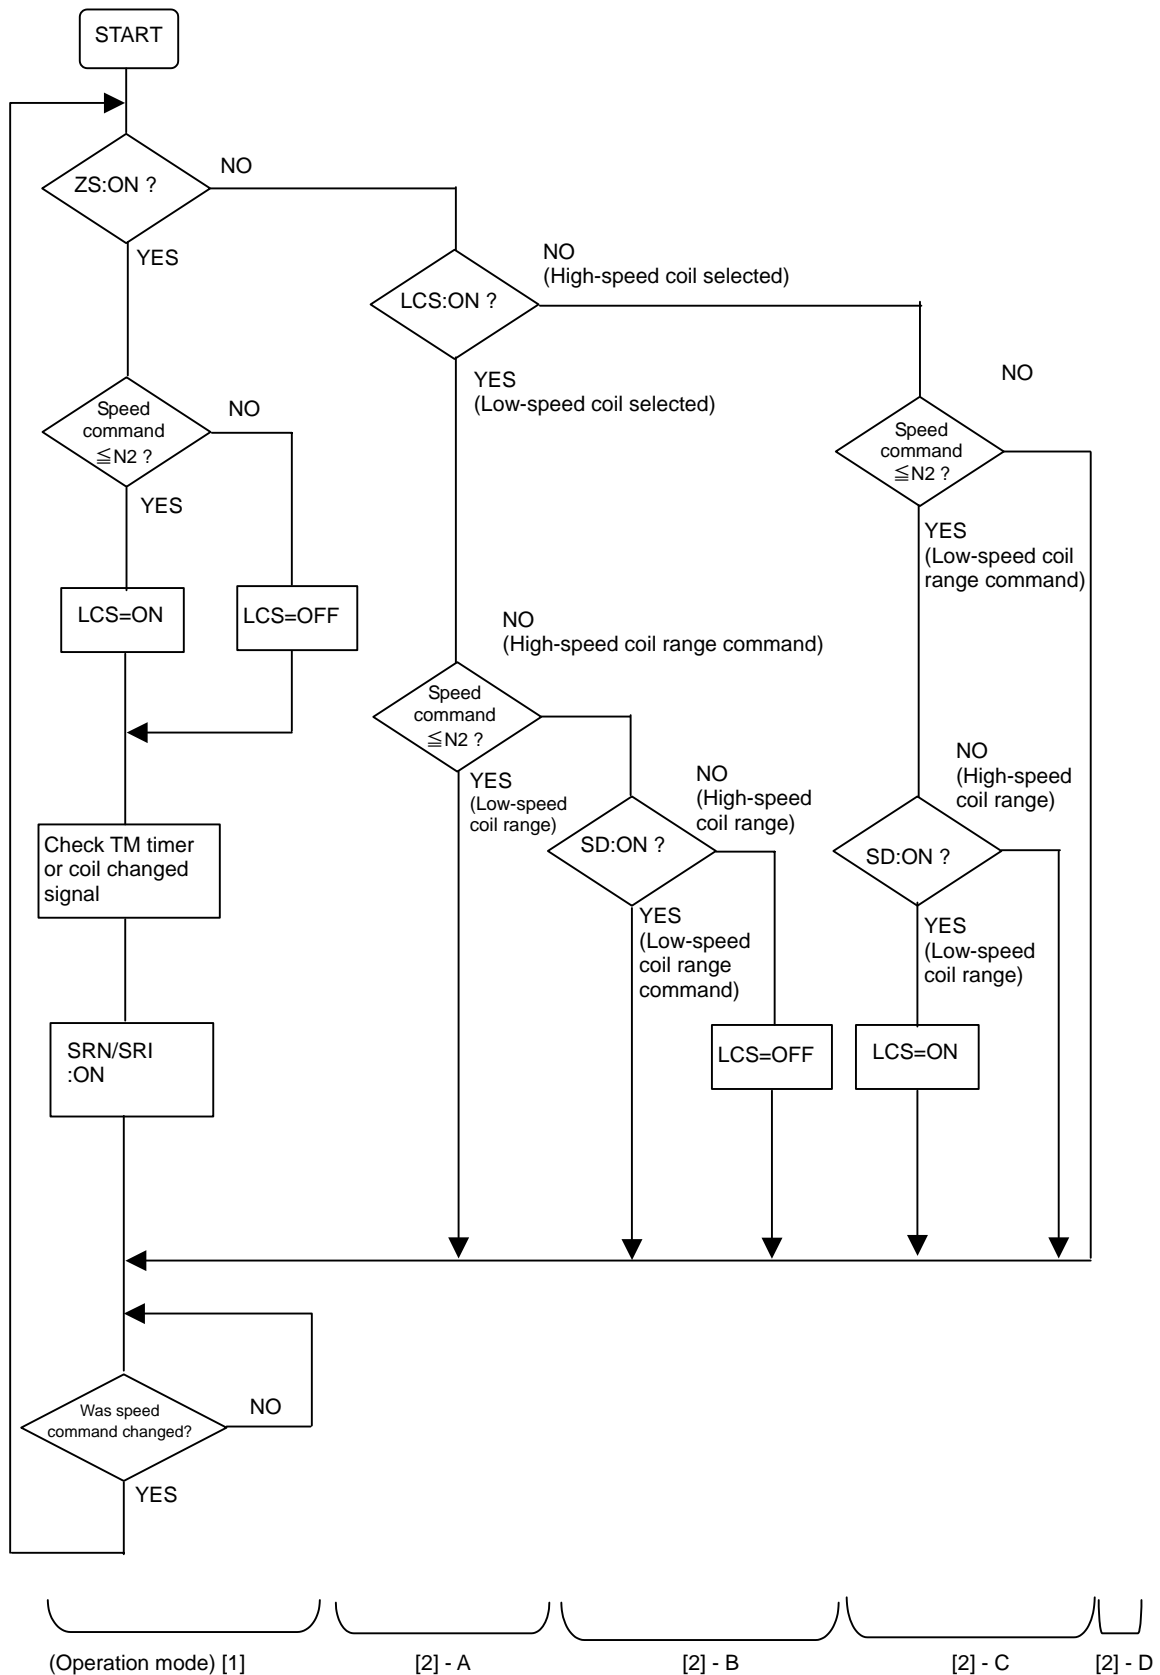 START
ZS:ON ?
NO
YES
LCS:ON ?
NO
(High-speed coil selected)
YES
(Low-speed coil selected)
Speed
command
≦N2 ?
NO
YES
LCS=ON
LCS=OFF
Speed
command
≦N2 ?
NO
YES
(Low-speed coil
range command)
NO
(High-speed coil range command)
Speed
command
≦N2 ?
YES
(Low-speed
coil range)
SD:ON ?
NO
(High-speed
coil range)
YES
(Low-speed
coil range
command)
SD:ON ?
NO
(High-speed
coil range)
YES
(Low-speed
coil range)
Check TM timer
or coil changed
signal
SRN/SRI
:ON
LCS=OFF
LCS=ON
Was speed
command changed?
NO
YES
(Operation mode) [1]
[2] - A
[2] - B
[2] - C
[2] - D